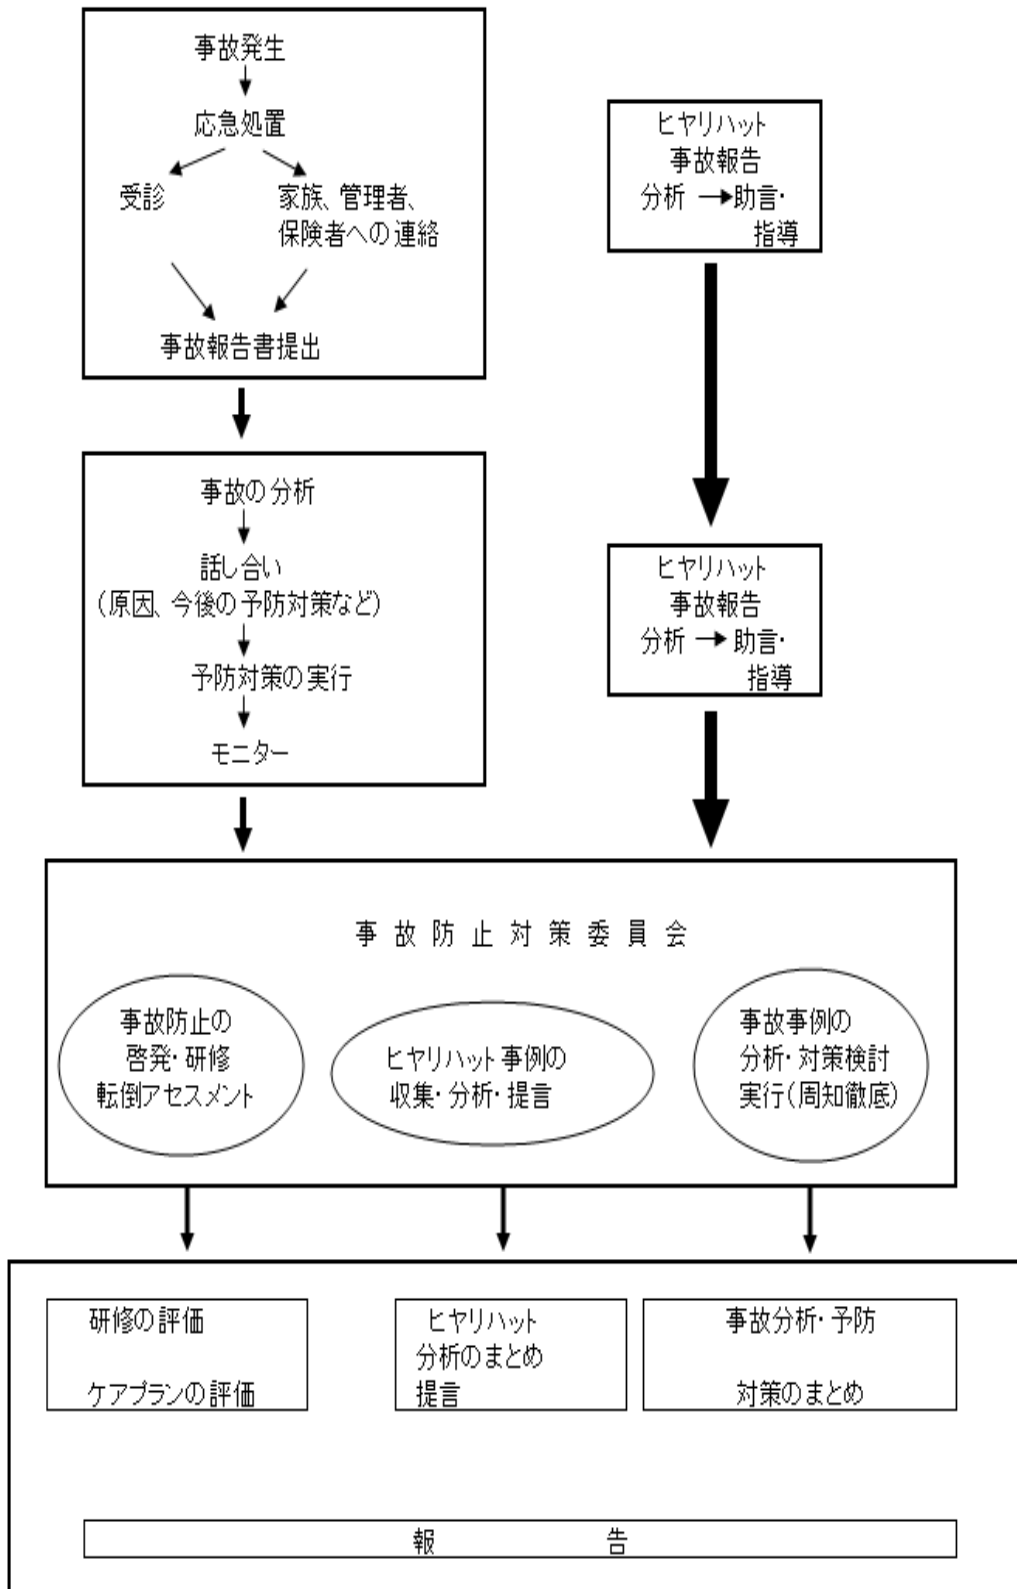 事故発生
応急処置
受診
家族、管理者、
保険者への連絡
事故報告書提出
ヒヤリハット
事故報告
分析 → 助言・
指導
事故の分析
話し合い
(原因、今後の予防対策など)
予防対策の実行
モニター
ヒヤリハット
事故報告
分析 → 助言・
指導
事故防止対策委員会
事故防止の
啓発・研修
転倒アセスメント
ヒヤリハット事例の
収集・分析・提言
事故事例の
分析・対策検討
実行(周知徹底)
研修の評価
ケアプランの評価
ヒヤリハット
分析のまとめ
提言
事故分析・予防
対策のまとめ
報 告